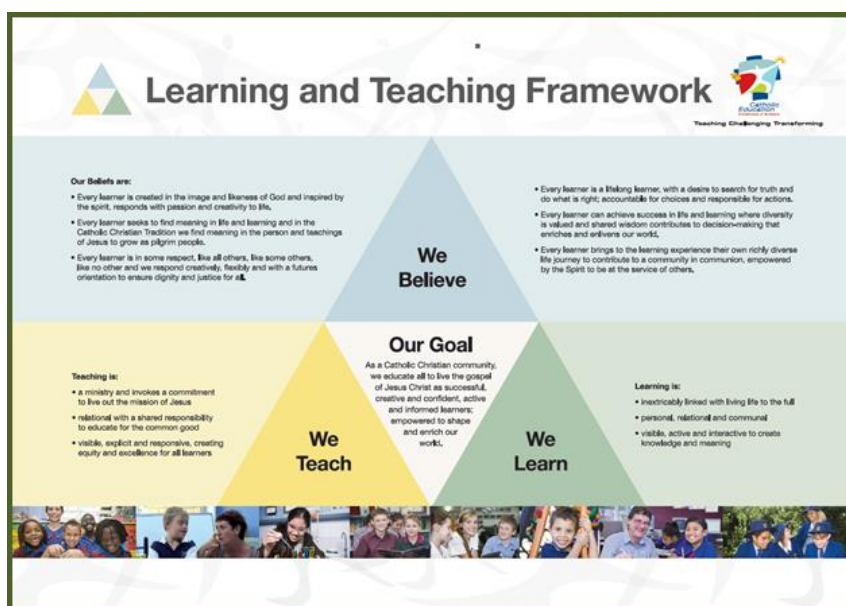 Learning and Teaching Framework
Catholic
Education
Teaching Challenging Transforming
Our Beliefs are:
• Every learner is created in the image and likeness of God and inspired by
the spirit, responds with passion and creativity to life.
• Every learner seeks to find meaning in life and learning and in the
Catholic Christian Tradition we find meaning in the person and teachings
of Jesus to grow as pilgrim people.
• Every learner is in some respect, like all others, like some others,
like no other and we respond creatively, flexibly and with a futures
orientation to ensure dignity and justice for all.
• Every learner is a lifelong learner, with a desire to search for truth and
do what is right; accountable for choices and responsible for actions.
• Every learner can achieve success in life and learning where diversity
is valued and shared wisdom contributes to decision-making that
enriches and enlivens our world.
• Every learner brings to the learning experience their own richly diverse
life journey to contribute to a community in communion, empowered
by the Spirit to be at the service of others.
We
Believe
Teaching is:
• a ministry and invokes a commitment
to live out the mission of Jesus
• relational with a shared responsibility
to educate for the common good
• visible, explicit and responsive, creating
equity and excellence for all learners
We
Teach
Our Goal
As a Catholic Christian community,
we educate all to live the gospel
of Jesus Christ as successful,
creative and confident, active
and informed learners;
empowered to shape
and enrich our
world.
We
Learn
Learning is:
• inextricably linked with living life to the full
• personal, relational and communal
• visible, active and interactive to create
knowledge and meaning